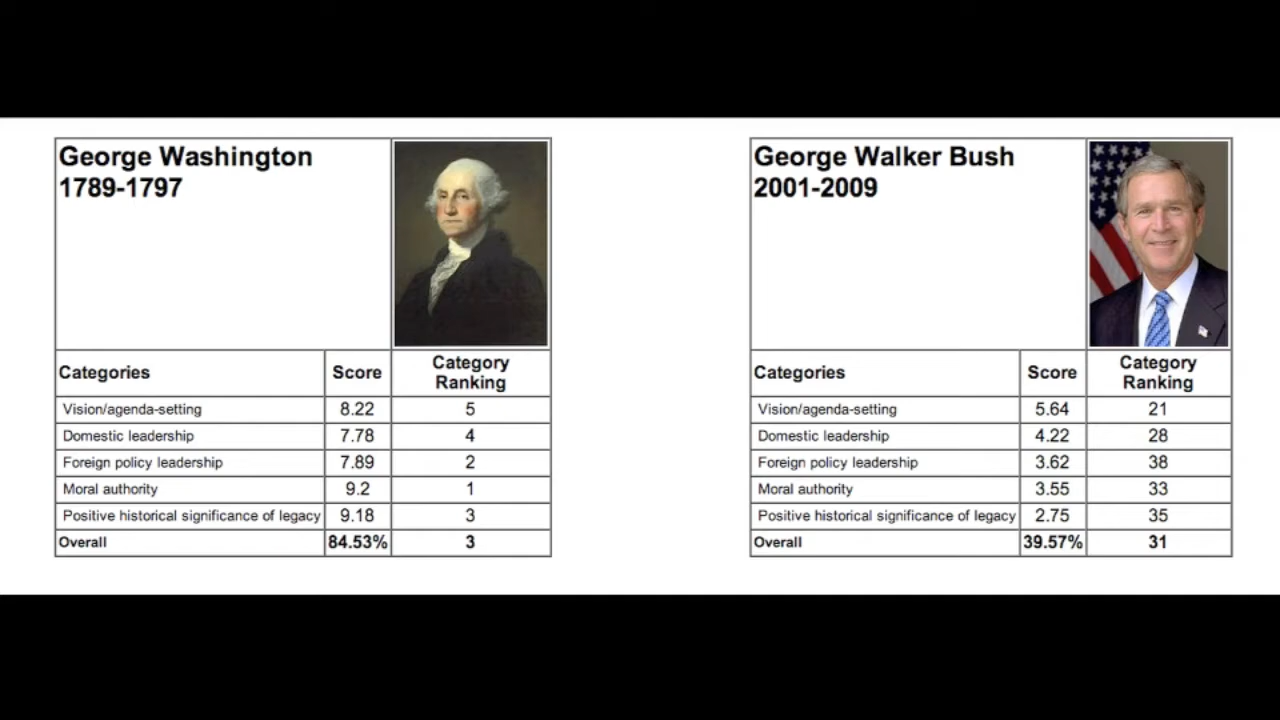 George Washington
1789-1797
Categories Score Category
Ranking
Vision/agenda-setting 8.22 5
Domestic leadership 7.78 4
Foreign policy leadership 7.89 2
Moral authority 9.2 1
Positive historical significance of legacy 9.18 3
Overall 84.53% 3
George Walker Bush
2001-2009
Categories Score Category
Ranking
Vision/agenda-setting 5.64 21
Domestic leadership 4.22 28
Foreign policy leadership 3.62 38
Moral authority 3.55 33
Positive historical significance of legacy 2.75 35
Overall 39.57% 31